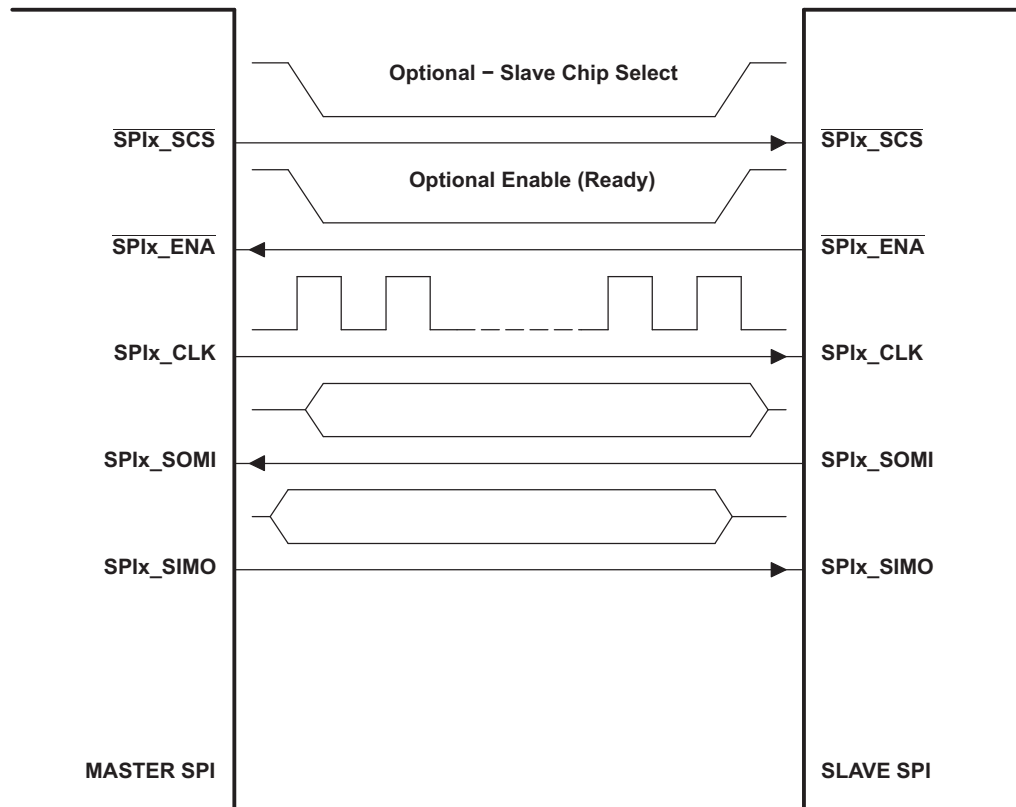 Optional − Slave Chip Select
SPIx_SCS SPIx_SCS
Optional Enable (Ready)
SPIx_ENA SPIx_ENA
SPIx_CLK SPIx_CLK
SPIx_SOMI SPIx_SOMI
SPIx_SIMO SPIx_SIMO
MASTER SPI SLAVE SPI